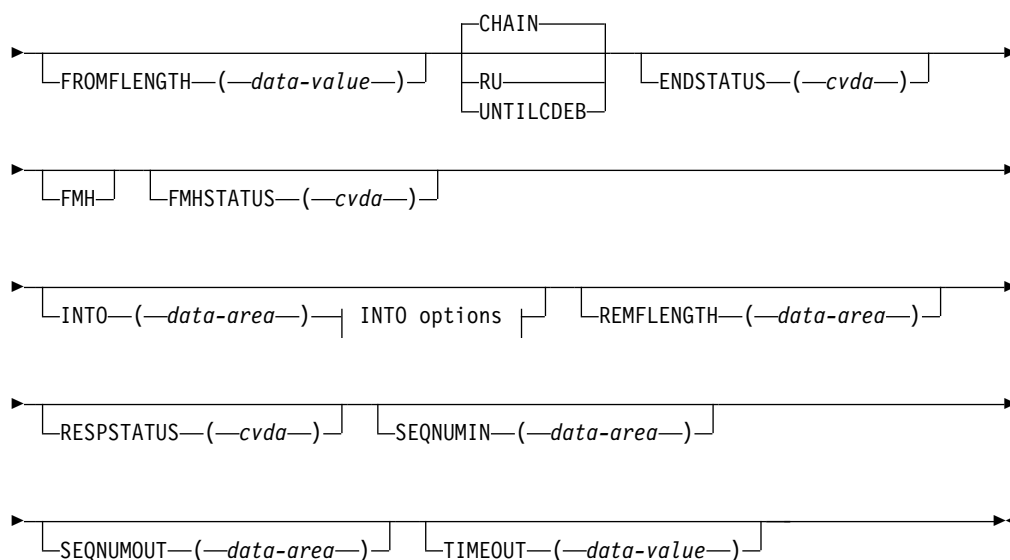 CHAIN
FROMFLENGTH ( data-value ) RU ENDSTATUS ( cvda )
UNTILCDEB
FMH FMHSTATUS ( cvda )
INTO ( data-area ) INTO options REMFLENGTH ( data-area )
RESPSTATUS ( cvda ) SEQNUMIN ( data-area )
SEQNUMOUT ( data-area ) TIMEOUT ( data-value )